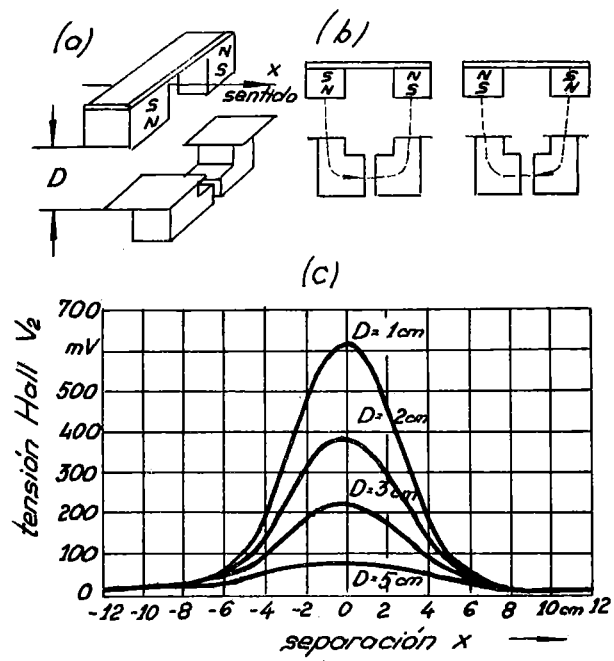 (a)
N
S
x
sentido
S
N
D
(b)
S
N
N
S
N
S
S
N
(c)
tensión Hall V2
700
mV
500
400
300
200
100
0
D=1cm
D=2cm
D=3cm
D=5cm
-12 -10 -8 -6 -4 -2 0 2 4 6 8 10cm 12
separación x